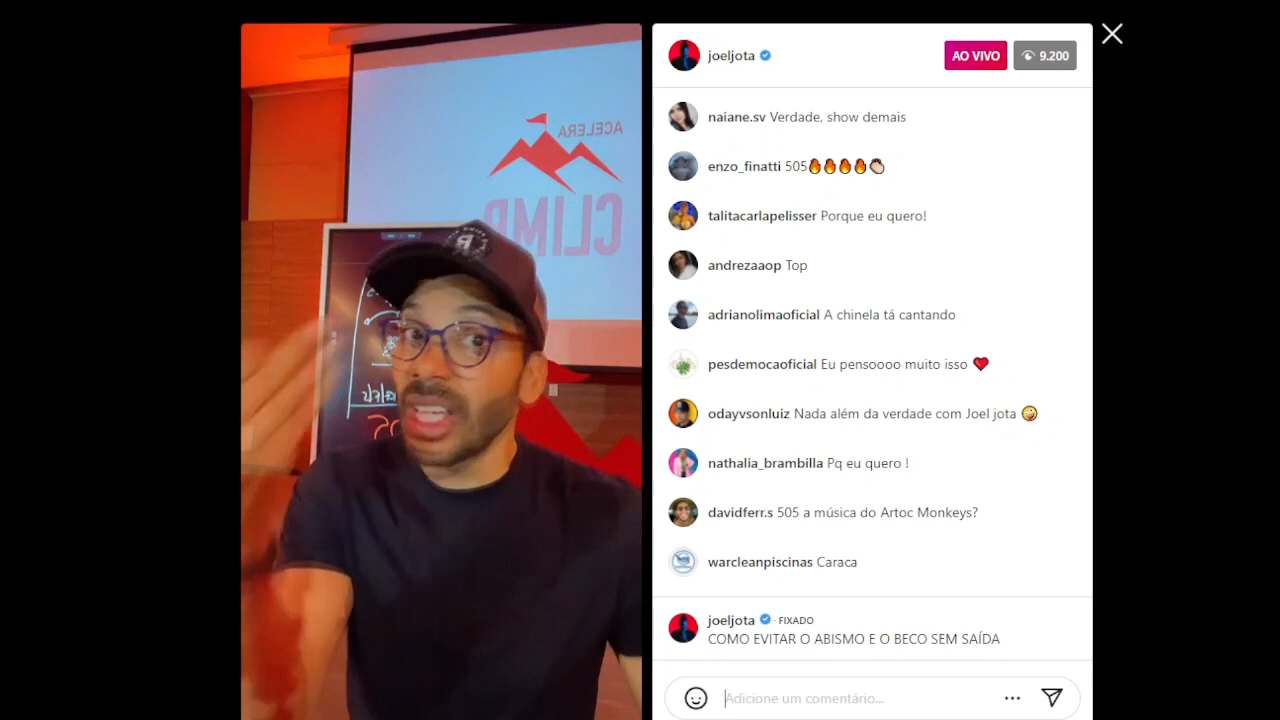 joeljota
AO VIVO
9.200
ACELERA
CLIMB
naiane.sv Verdade, show demais
enzo_finatti 505🔥🔥🔥🔥👏🏻
talitacarlapelisser Porque eu quero!
andrezaaop Top
adrianolimaoficial A chinela tá cantando
pesdemocaoficial Eu pensoooo muito isso ❤️
odayvsonluiz Nada além da verdade com Joel jota 🤪
nathalia_brambilla Pq eu quero !
davidferr.s 505 a música do Artoc Monkeys?
warcleanpiscinas Caraca
joeljota · FIXADO
COMO EVITAR O ABISMO E O BECO SEM SAÍDA
Adicione um comentário...